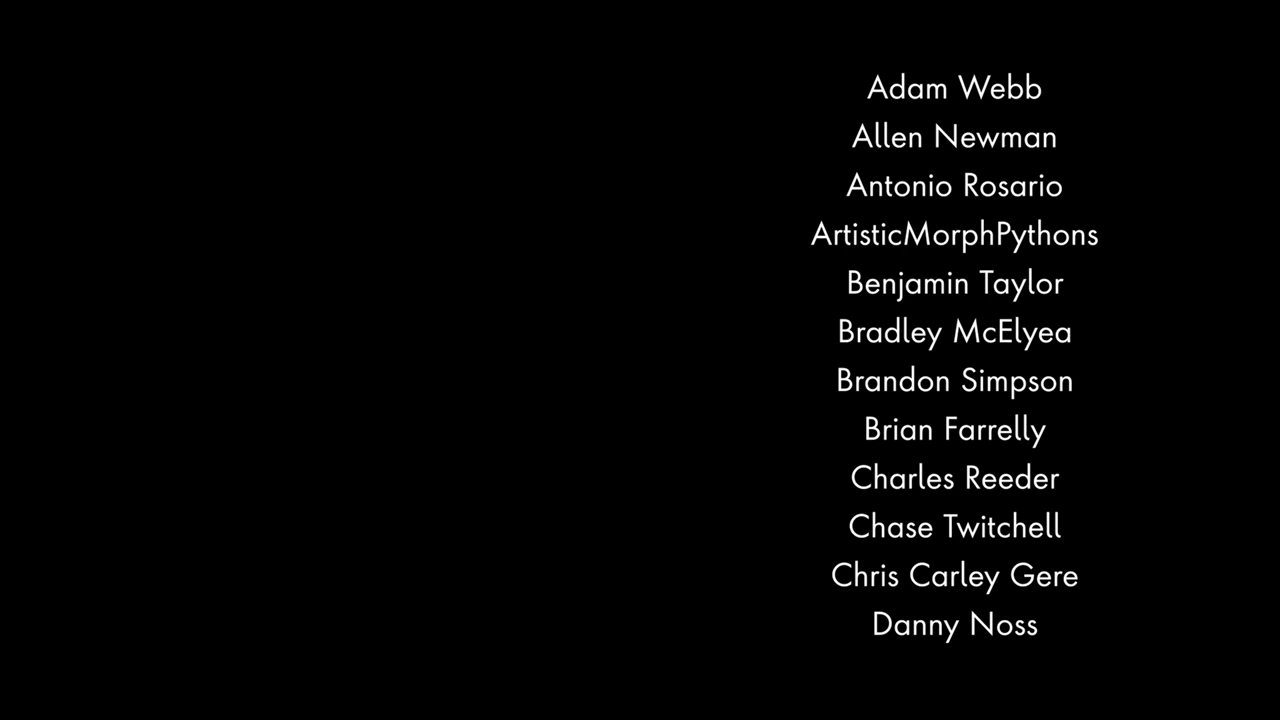 Adam Webb
Allen Newman
Antonio Rosario
ArtisticMorphPythons
Benjamin Taylor
Bradley McElyea
Brandon Simpson
Brian Farrelly
Charles Reeder
Chase Twitchell
Chris Carley Gere
Danny Noss